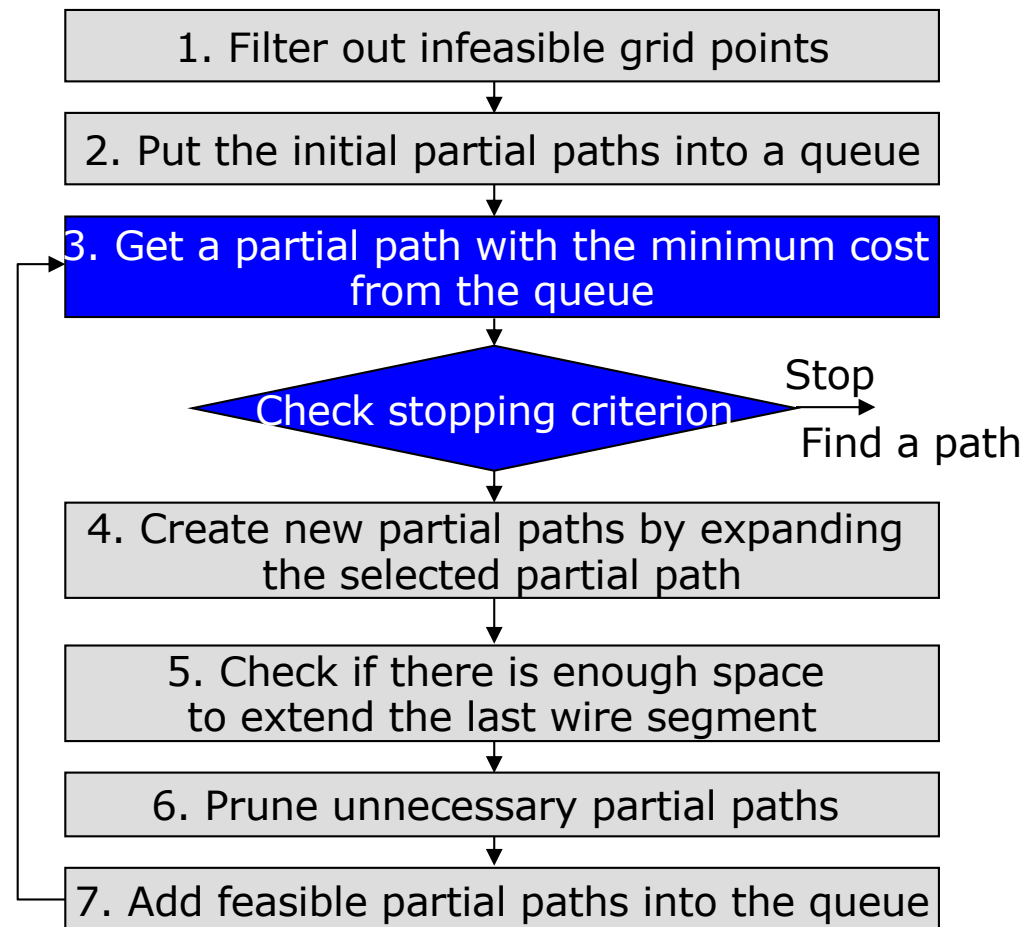 1. Filter out infeasible grid points
2. Put the initial partial paths into a queue
3. Get a partial path with the minimum cost
from the queue
Check stopping criterion
Stop
Find a path
4. Create new partial paths by expanding
the selected partial path
5. Check if there is enough space
to extend the last wire segment
6. Prune unnecessary partial paths
7. Add feasible partial paths into the queue